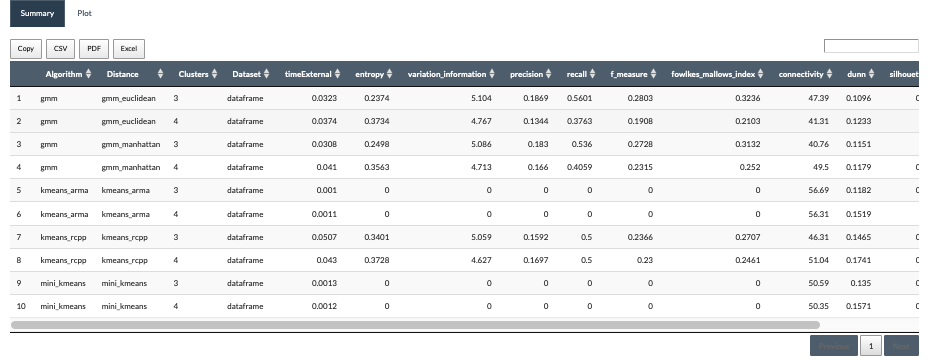 Summary Plot
Copy CSV PDF Excel
Algorithm Distance Clusters Dataset timeExternal entropy variation_information precision recall f_measure fowlkes_mallows_index connectivity dunn silhouet
1 gmm gmm_euclidean 3 dataframe 0.0323 0.2374 5.104 0.1869 0.5601 0.2803 0.3236 47.39 0.1096
2 gmm gmm_euclidean 4 dataframe 0.0374 0.3734 4.767 0.1344 0.3763 0.1908 0.2103 41.31 0.1233
3 gmm gmm_manhattan 3 dataframe 0.0308 0.2498 5.086 0.183 0.536 0.2728 0.3132 40.76 0.1151
4 gmm gmm_manhattan 4 dataframe 0.041 0.3563 4.713 0.166 0.4059 0.2315 0.252 49.5 0.1179
5 kmeans_arma kmeans_arma 3 dataframe 0.001 0 0 0 0 0 0 56.69 0.1182
6 kmeans_arma kmeans_arma 4 dataframe 0.0011 0 0 0 0 0 0 56.31 0.1519
7 kmeans_rcpp kmeans_rcpp 3 dataframe 0.0507 0.3401 5.059 0.1592 0.5 0.2366 0.2707 46.31 0.1465
8 kmeans_rcpp kmeans_rcpp 4 dataframe 0.043 0.3728 4.627 0.1697 0.5 0.23 0.2461 51.04 0.1741
9 mini_kmeans mini_kmeans 3 dataframe 0.0013 0 0 0 0 0 0 50.59 0.135
10 mini_kmeans mini_kmeans 4 dataframe 0.0012 0 0 0 0 0 0 50.35 0.1571
Previous 1 Next